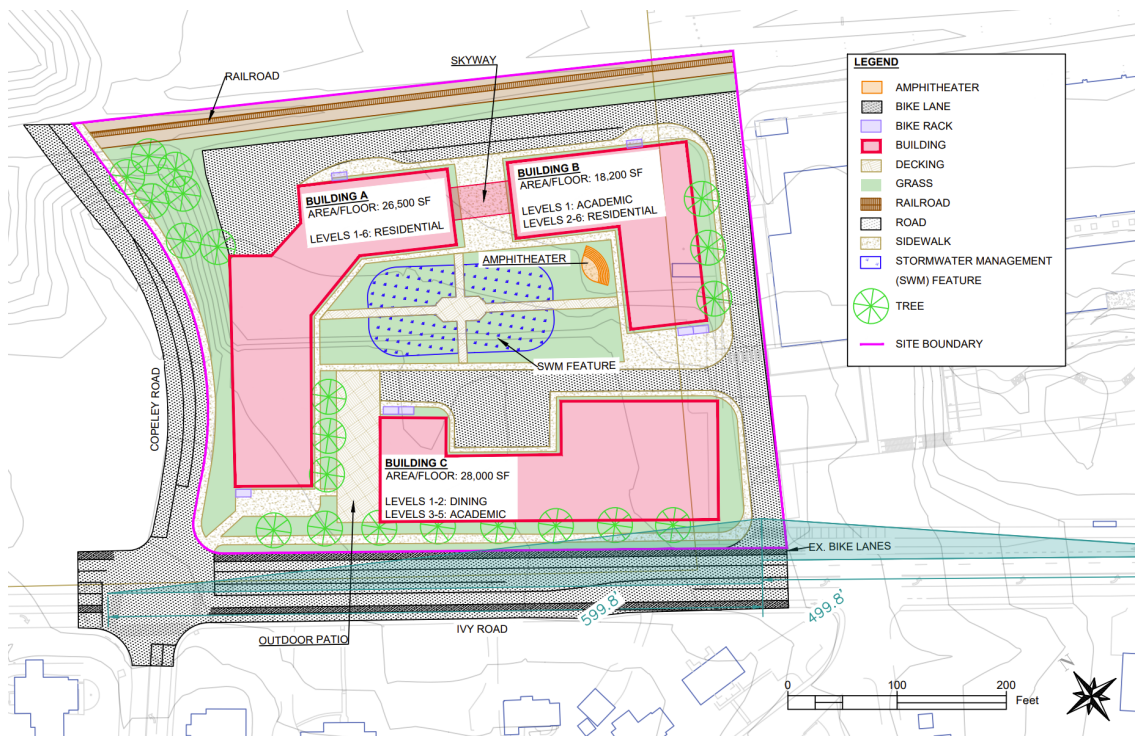 SKYWAY
RAILROAD
BUILDING A
AREA/FLOOR: 26,500 SF
LEVELS 1-6: RESIDENTIAL
BUILDING B
AREA/FLOOR: 18,200 SF
LEVELS 1: ACADEMIC
LEVELS 2-6: RESIDENTIAL
AMPHITHEATER
SWM FEATURE
COPELEY ROAD
BUILDING C
AREA/FLOOR: 28,000 SF
LEVELS 1-2: DINING
LEVELS 3-5: ACADEMIC
EX. BIKE LANES
599.8'
499.8'
IVY ROAD
OUTDOOR PATIO
LEGEND
AMPHITHEATER
BIKE LANE
BIKE RACK
BUILDING
DECKING
GRASS
RAILROAD
ROAD
SIDEWALK
STORMWATER MANAGEMENT
(SWM) FEATURE
TREE
SITE BOUNDARY
0 100 200
Feet
N